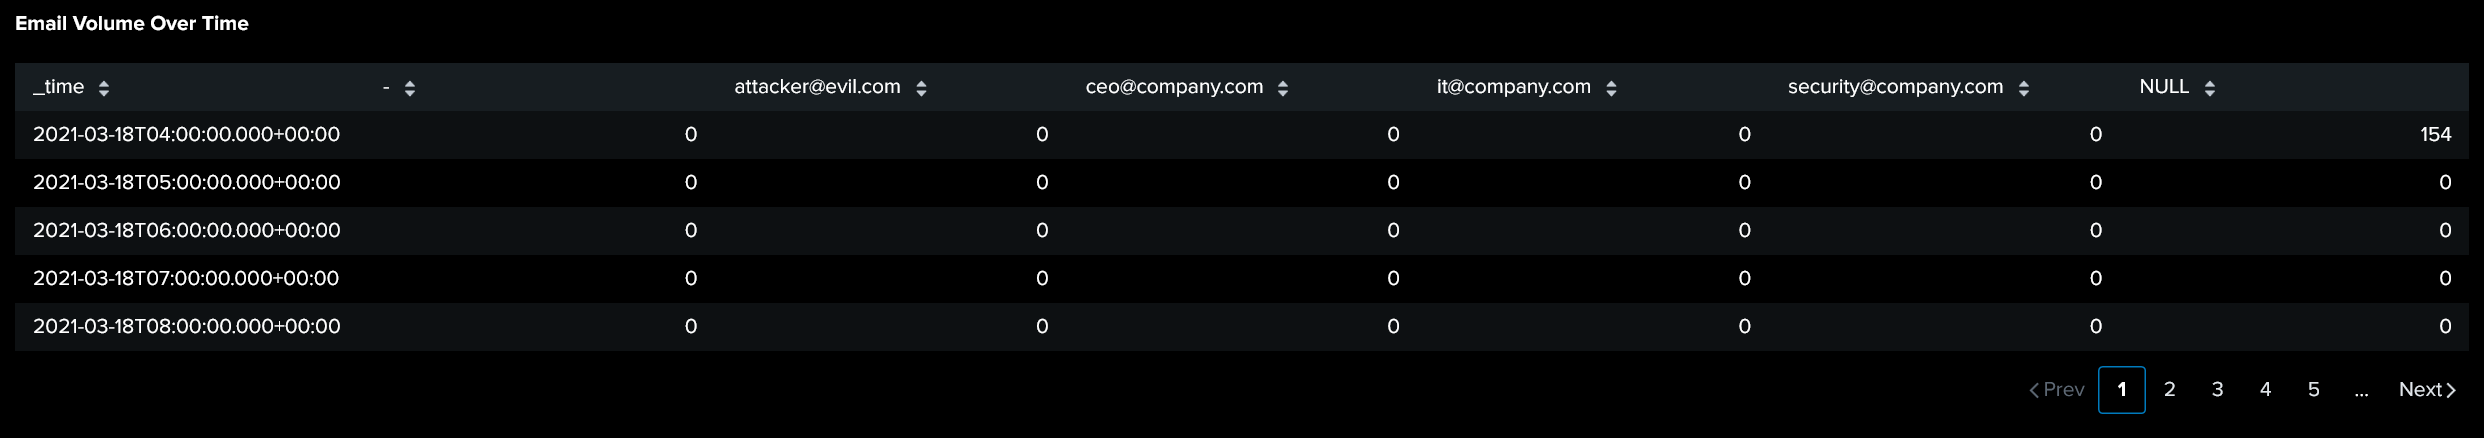 Email Volume Over Time
_time - attacker@evil.com ceo@company.com it@company.com security@company.com NULL
2021-03-18T04:00:00.000+00:00 0 0 0 0 0 154
2021-03-18T05:00:00.000+00:00 0 0 0 0 0 0
2021-03-18T06:00:00.000+00:00 0 0 0 0 0 0
2021-03-18T07:00:00.000+00:00 0 0 0 0 0 0
2021-03-18T08:00:00.000+00:00 0 0 0 0 0 0
Prev 1 2 3 4 5 ... Next